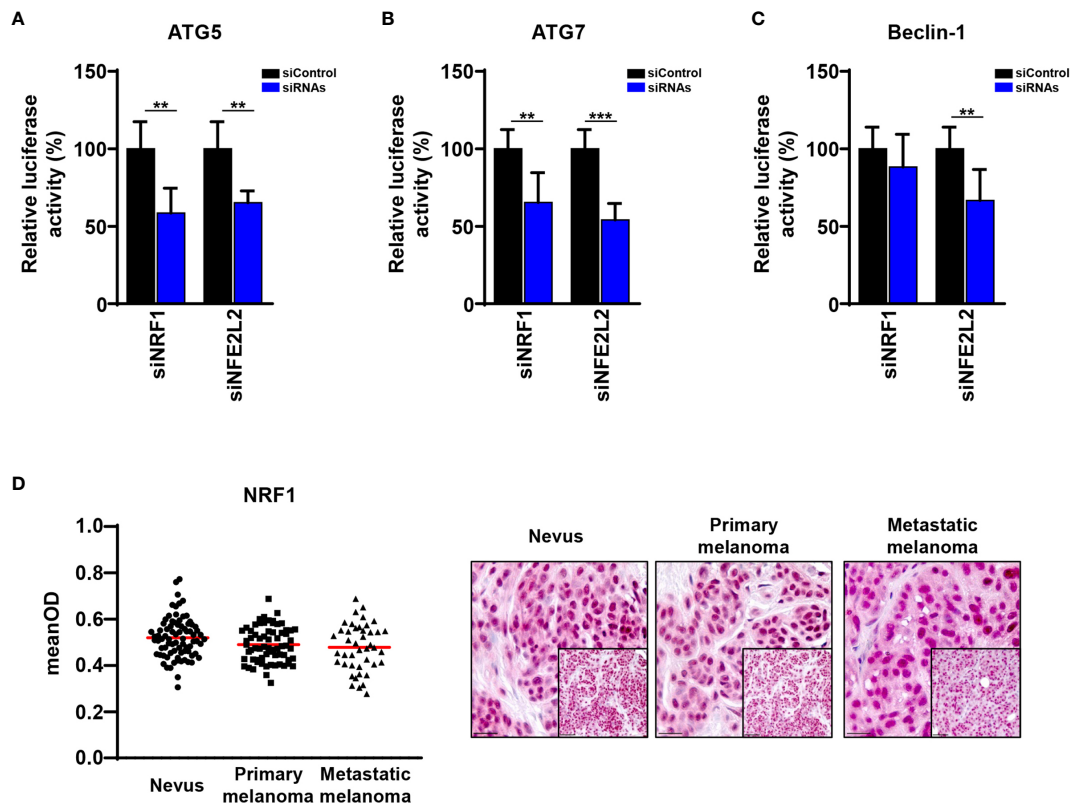 A
ATG5
Relative luciferase
activity (%)
150
100
50
0
siControl
siRNAs
**
**
siNRF1
siNFE2L2
B
ATG7
Relative luciferase
activity (%)
150
100
50
0
siControl
siRNAs
**
***
siNRF1
siNFE2L2
C
Beclin-1
Relative luciferase
activity (%)
150
100
50
0
siControl
siRNAs
**
siNRF1
siNFE2L2
D
NRF1
meanOD
1.0
0.8
0.6
0.4
0.2
0.0
Nevus
Primary
melanoma
Metastatic
melanoma
Nevus
Primary
melanoma
Metastatic
melanoma